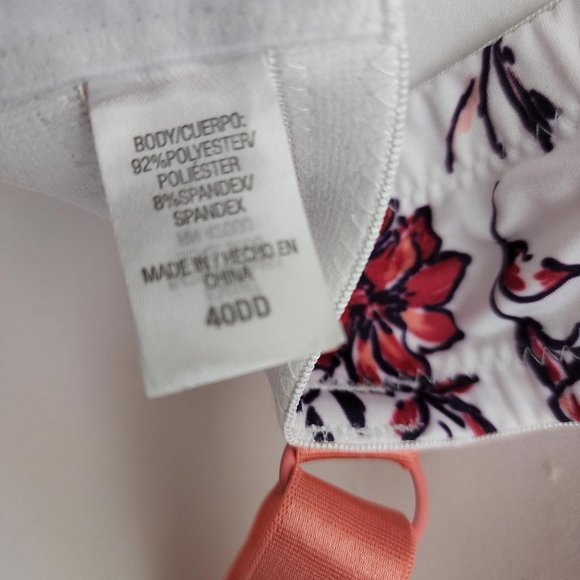 BODY/CUERPO:
92%POLYESTER/
POLIÉSTER
8%SPANDEX/
SPANDEX
MADE IN / HECHO EN
CHINA
40DD